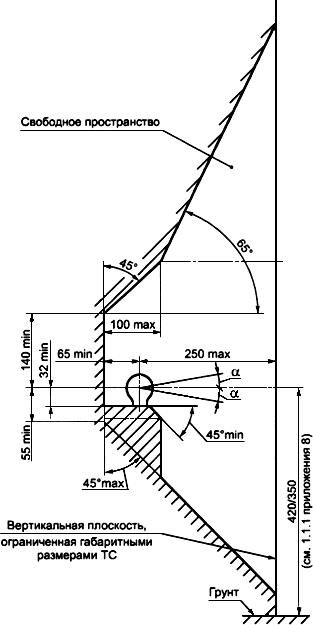 Свободное пространство
65°
45°
100 max
140 min
32 min
65 min
250 max
α
α
55 min
45°min
45°max
420/350
(см. 1.1.1 приложения 8)
Вертикальная плоскость,
ограниченная габаритными
размерами ТС
Грунт